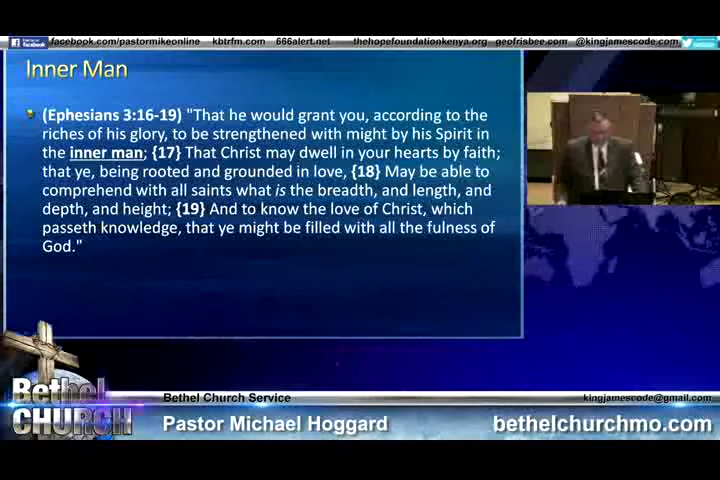 Facebook facebook.com/pastormikeonline kbtrfm.com 666alert.net thehopefoundationkenya.org geofrisbee.com @kingjamescode.com twitter
Inner Man
(Ephesians 3:16-19) "That he would grant you, according to the
riches of his glory, to be strengthened with might by his Spirit in
the inner man; {17} That Christ may dwell in your hearts by faith;
that ye, being rooted and grounded in love, {18} May be able to
comprehend with all saints what is the breadth, and length, and
depth, and height; {19} And to know the love of Christ, which
passeth knowledge, that ye might be filled with all the fulness of
God."
Bethel
CHURCH
Bethel Church Service kingjamescode@gmail.com
Pastor Michael Hoggard bethelchurchmo.com